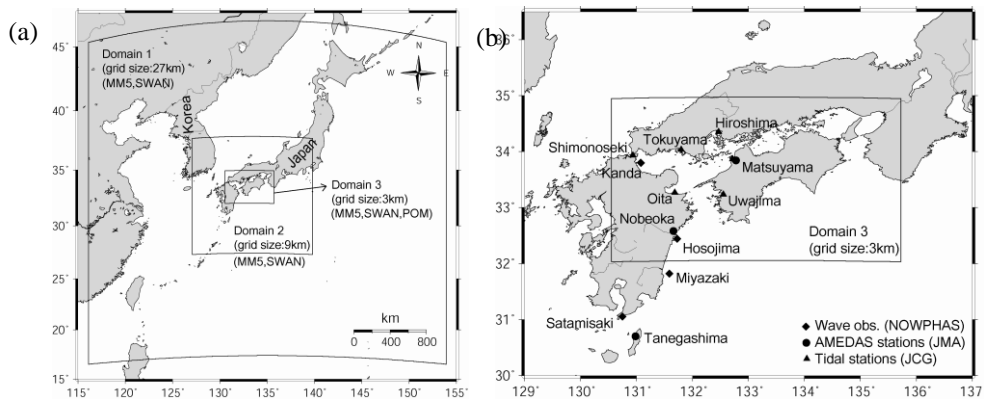 (a)
45°
40°
35°
30°
25°
20°
15°
115°
120°
125°
130°
135°
140°
145°
150°
155°
Domain 1
(grid size:27km)
(MM5,SWAN)
Korea
Japan
N
W
E
S
Domain 3
(grid size:3km)
(MM5,SWAN,POM)
Domain 2
(grid size:9km)
(MM5,SWAN)
km
0
400
800
(b)
36°
35°
34°
33°
32°
31°
30°
129°
130°
131°
132°
133°
134°
135°
136°
137°
Hiroshima
Tokuyama
Shimonoseki
Kanda
Matsuyama
Oita
Uwajima
Nobeoka
Domain 3
(grid size:3km)
Hosojima
Miyazaki
Satamisaki
Tanegashima
Wave obs. (NOWPHAS)
AMEDAS stations (JMA)
Tidal stations (JCG)